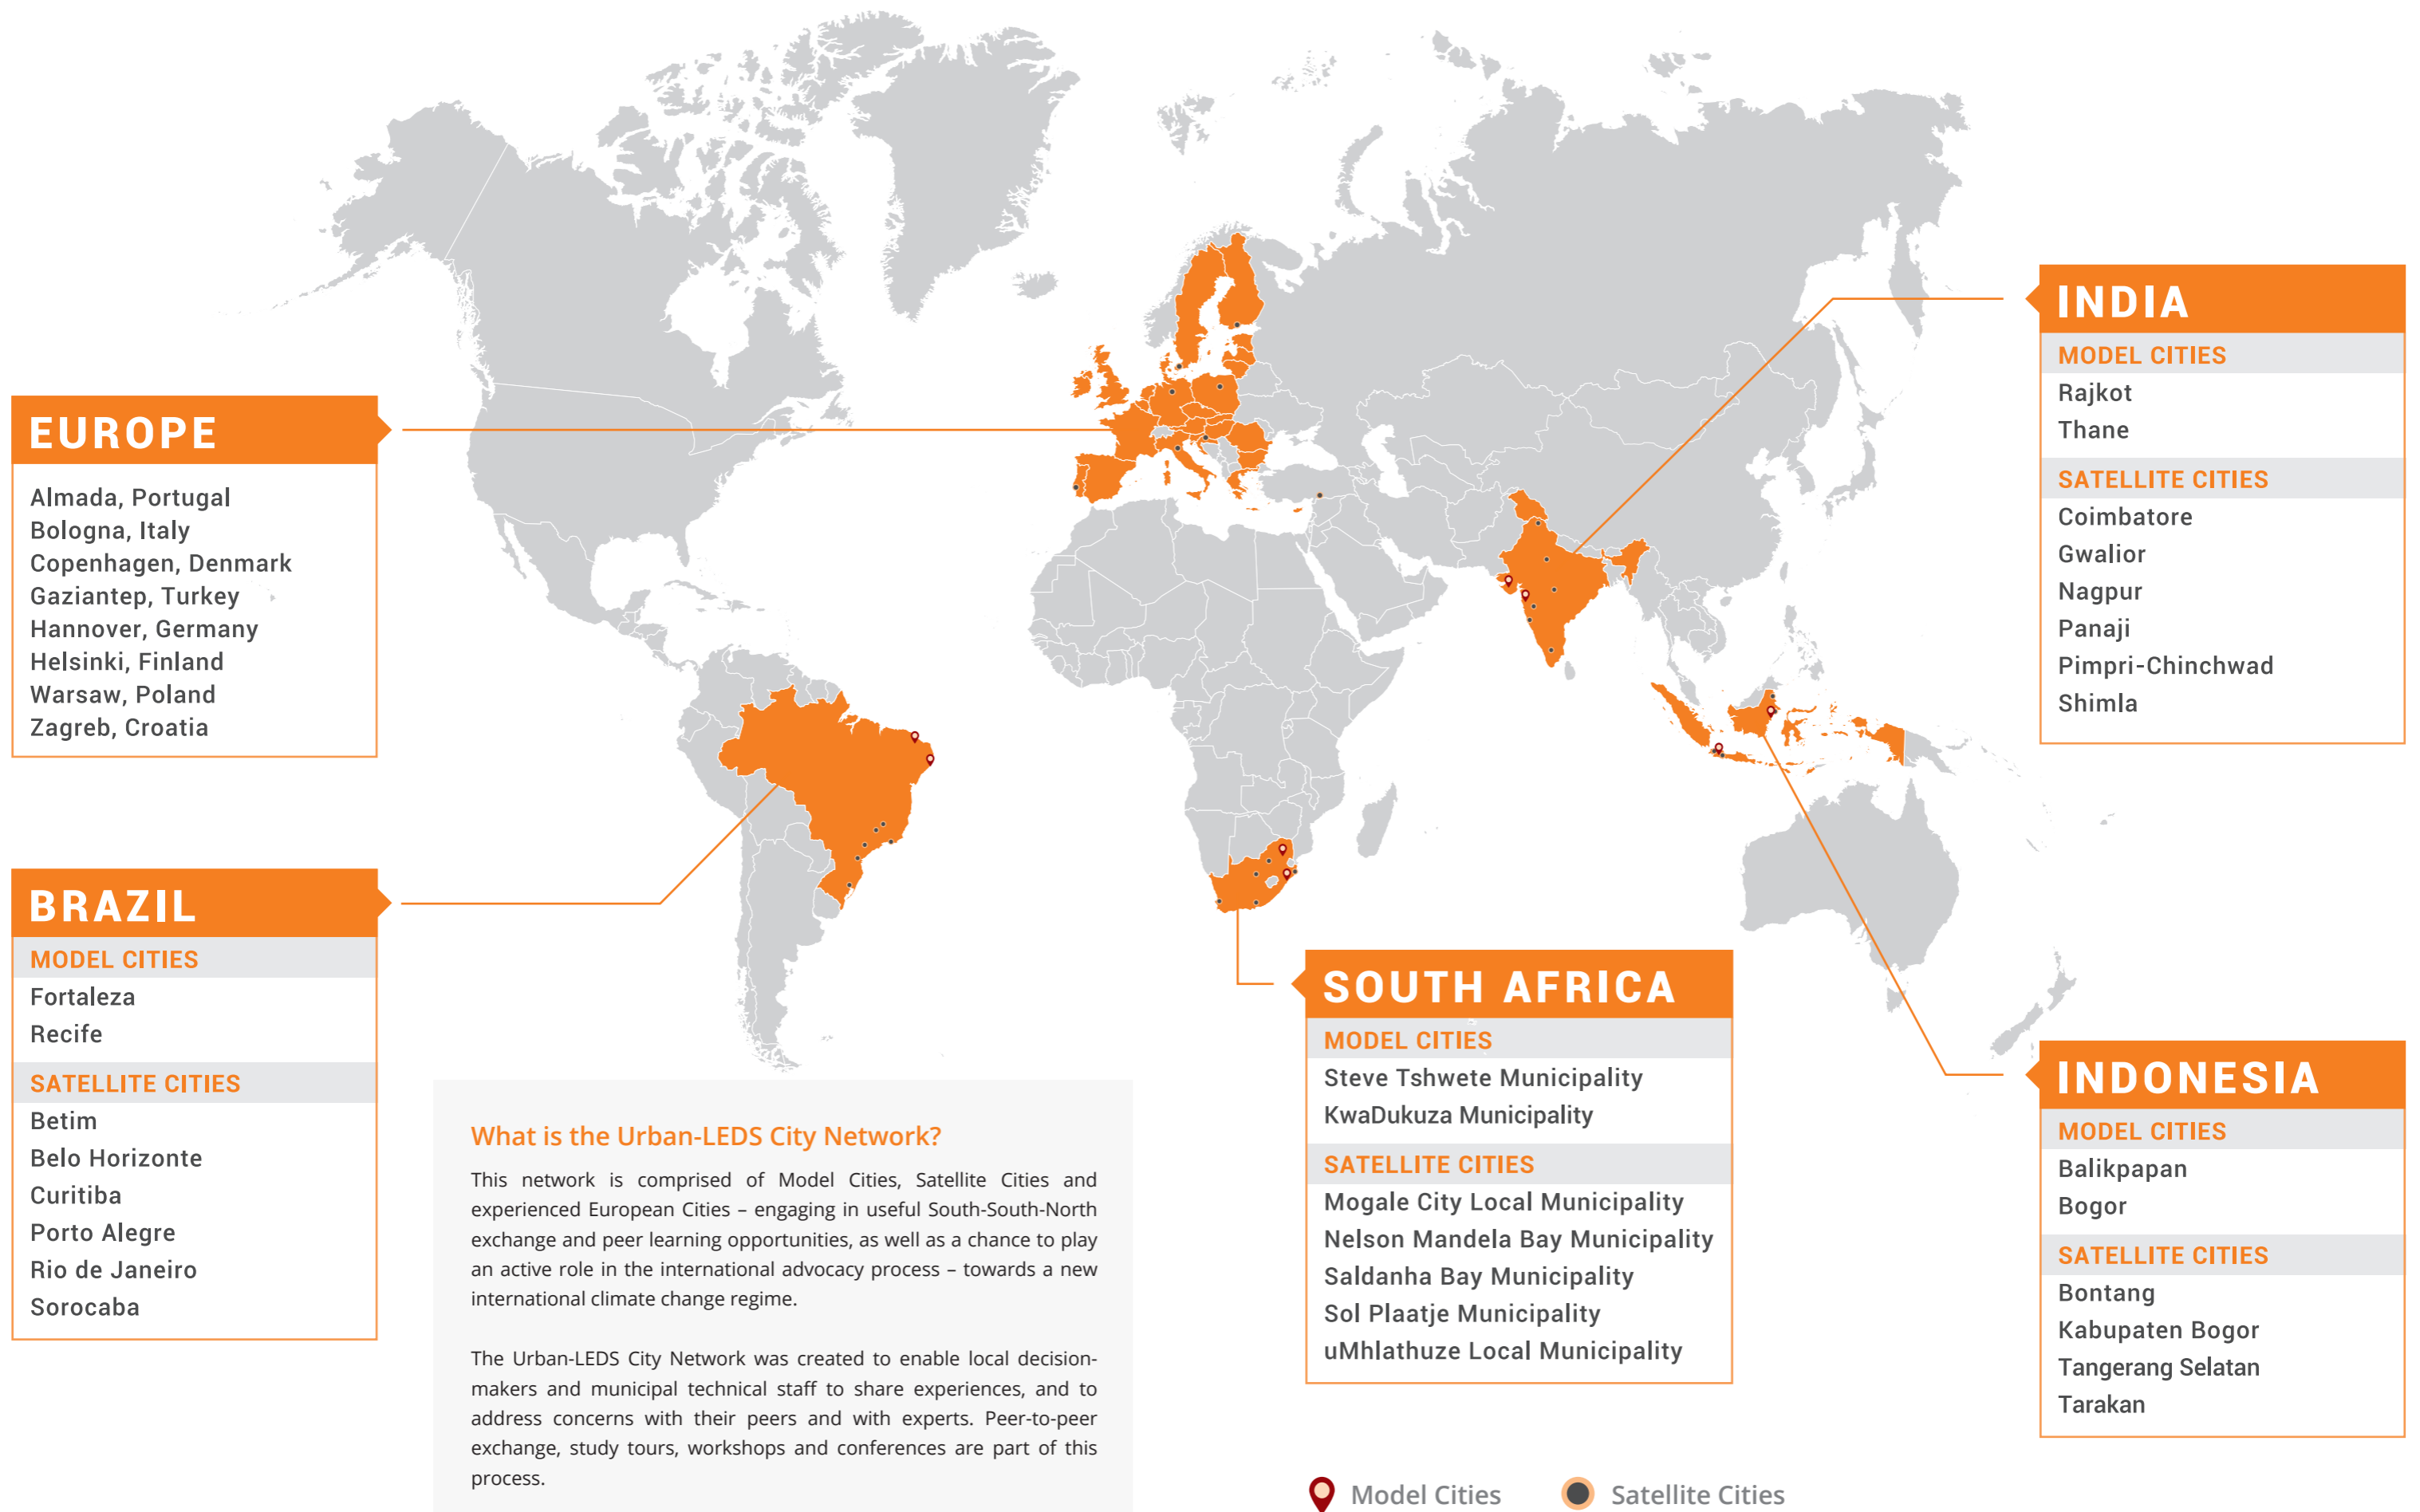 EUROPE
Almada, Portugal
Bologna, Italy
Copenhagen, Denmark
Gaziantep, Turkey
Hannover, Germany
Helsinki, Finland
Warsaw, Poland
Zagreb, Croatia
BRAZIL
MODEL CITIES
Fortaleza
Recife
SATELLITE CITIES
Betim
Belo Horizonte
Curitiba
Porto Alegre
Rio de Janeiro
Sorocaba
What is the Urban-LEDS City Network?
This network is comprised of Model Cities, Satellite Cities and
experienced European Cities – engaging in useful South-South-North
exchange and peer learning opportunities, as well as a chance to play
an active role in the international advocacy process – towards a new
international climate change regime.
The Urban-LEDS City Network was created to enable local decision-
makers and municipal technical staff to share experiences, and to
address concerns with their peers and with experts. Peer-to-peer
exchange, study tours, workshops and conferences are part of this
process.
SOUTH AFRICA
MODEL CITIES
Steve Tshwete Municipality
KwaDukuza Municipality
SATELLITE CITIES
Mogale City Local Municipality
Nelson Mandela Bay Municipality
Saldanha Bay Municipality
Sol Plaatje Municipality
uMhlathuze Local Municipality
Model Cities
Satellite Cities
INDIA
MODEL CITIES
Rajkot
Thane
SATELLITE CITIES
Coimbatore
Gwalior
Nagpur
Panaji
Pimpri-Chinchwad
Shimla
INDONESIA
MODEL CITIES
Balikpapan
Bogor
SATELLITE CITIES
Bontang
Kabupaten Bogor
Tangerang Selatan
Tarakan